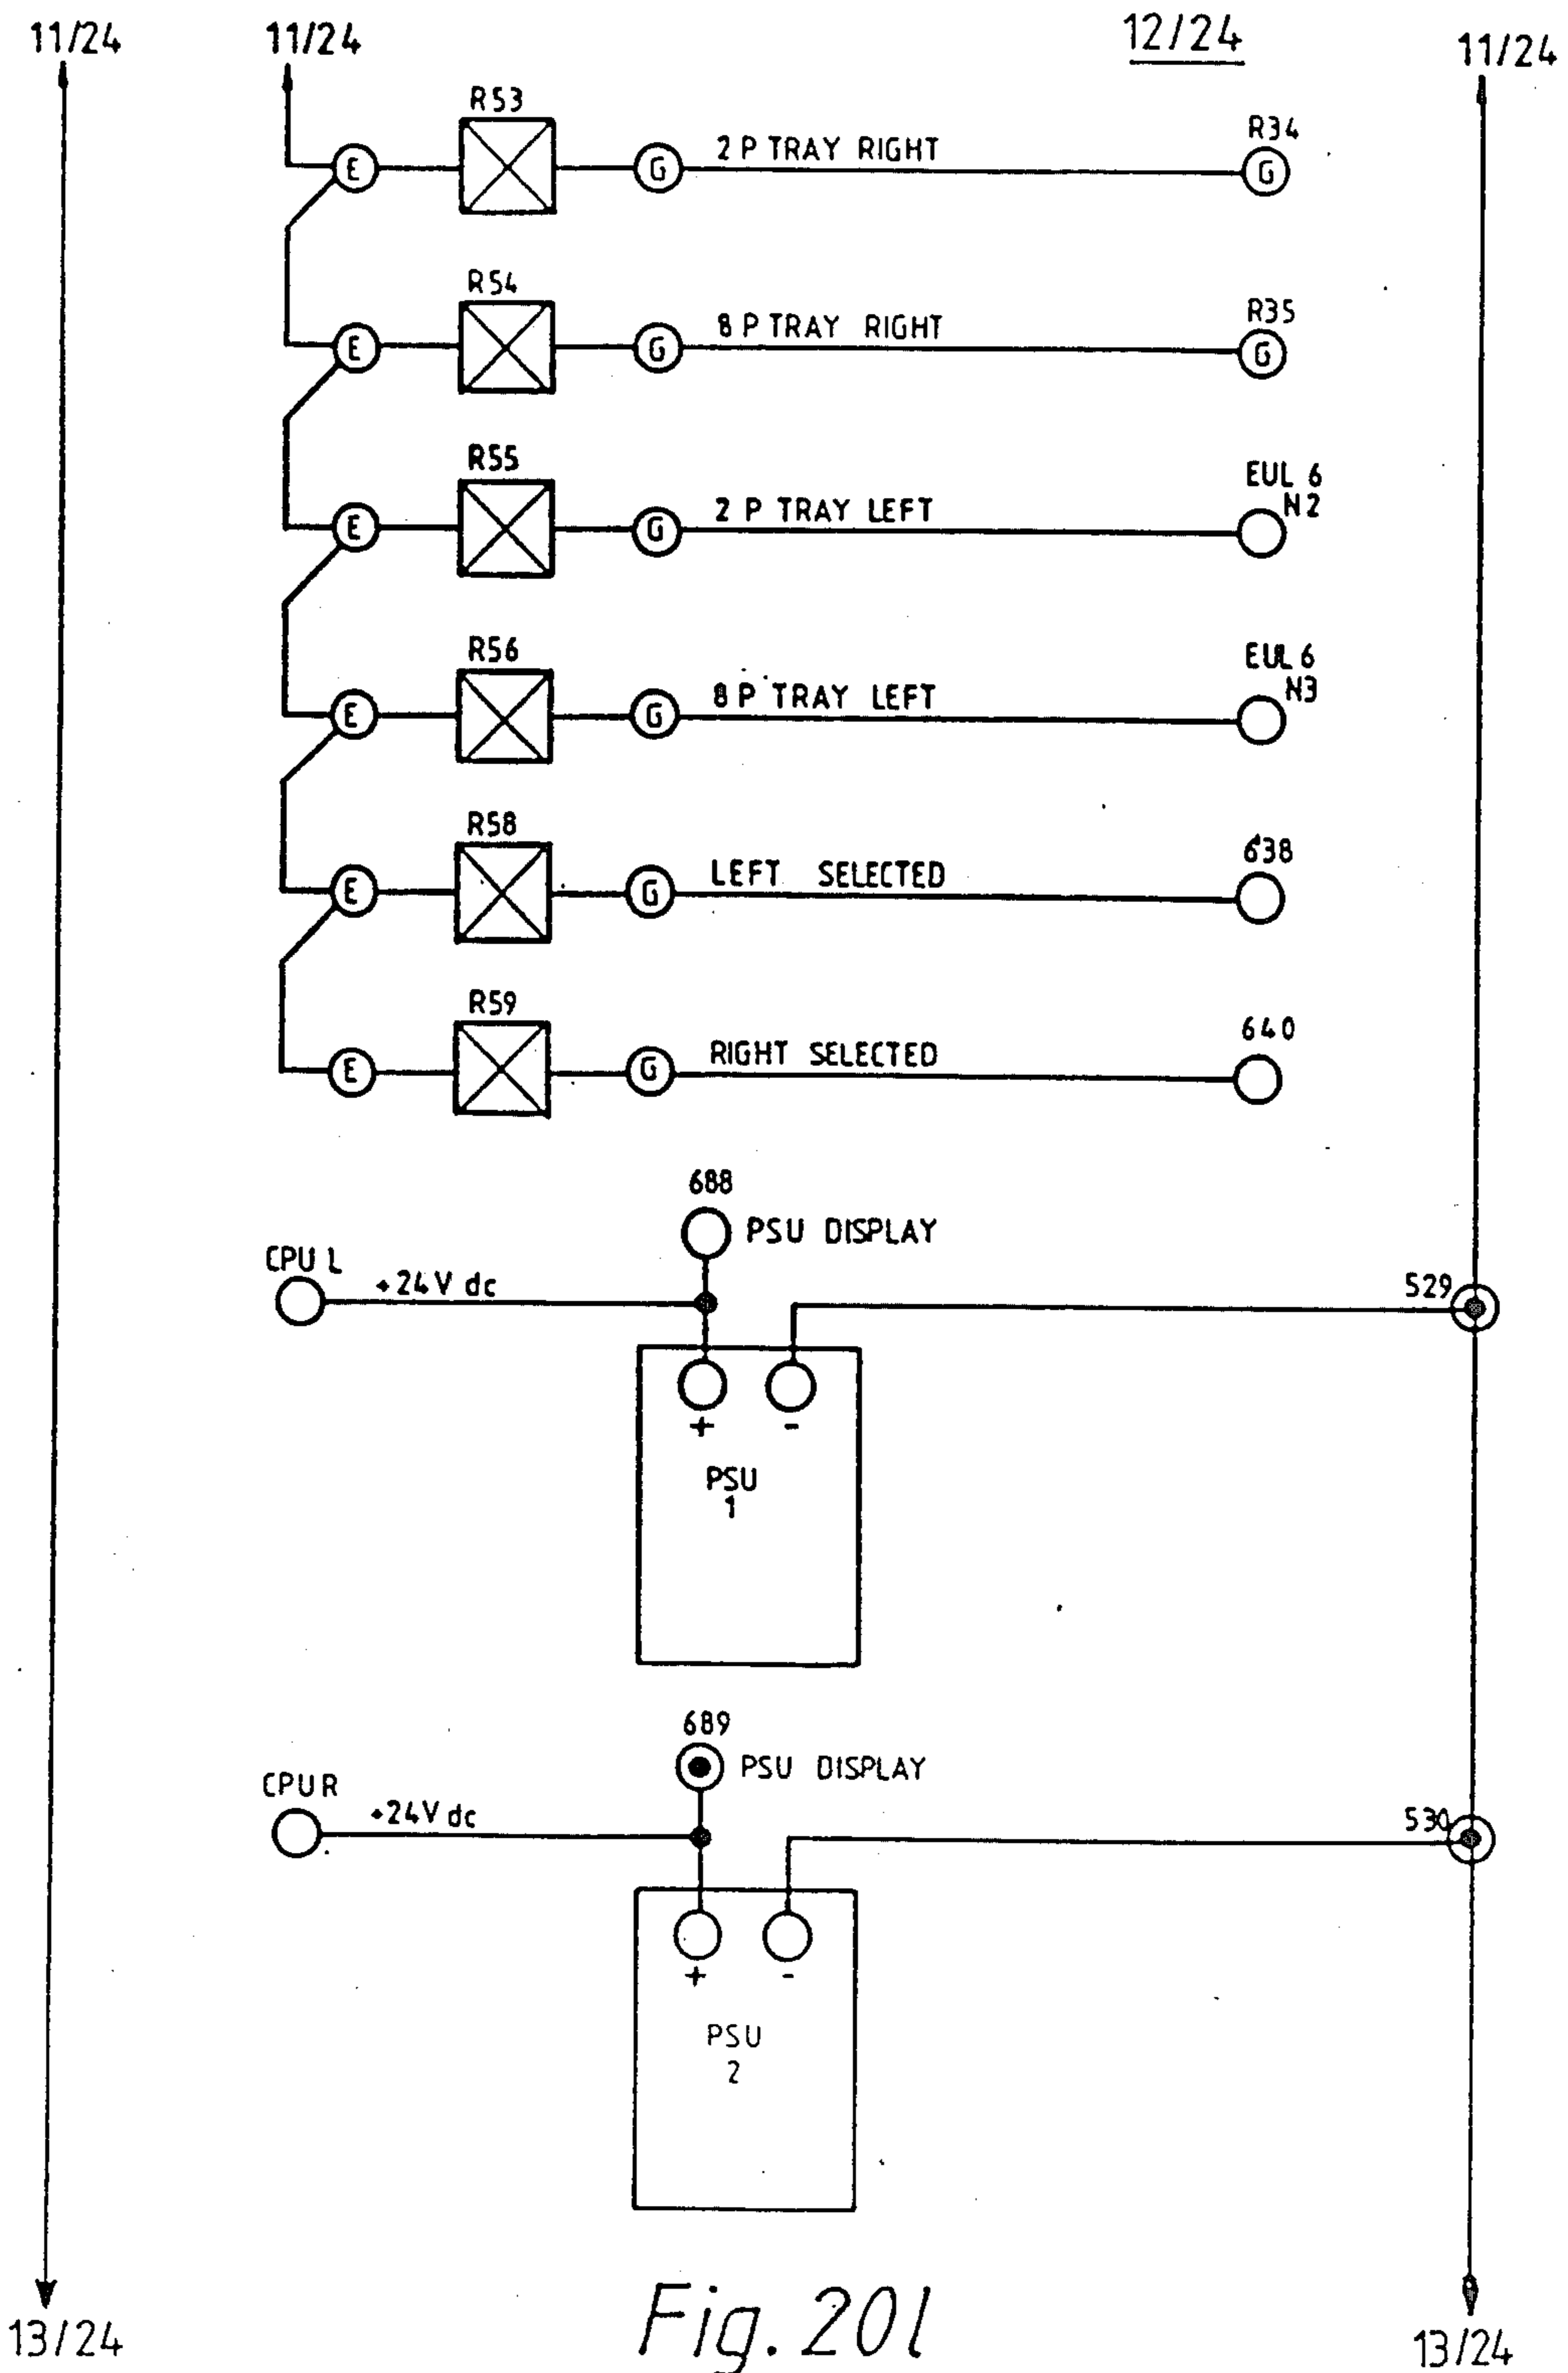 11/24 11/24 12/24 11/24
R53
E G 2 P TRAY RIGHT R34 G
R54
E G 8 P TRAY RIGHT R35 G
R55
E G 2 P TRAY LEFT EUL 6 N2
R56
E G 8 P TRAY LEFT EUL 6 N3
R58
E G LEFT SELECTED 638
R59
E G RIGHT SELECTED 640
688
PSU DISPLAY
CPU L +24V dc 529
+ -
PSU
1
689
PSU DISPLAY
CPU R +24V dc 530
+ -
PSU
2
13/24 Fig. 20l 13/24